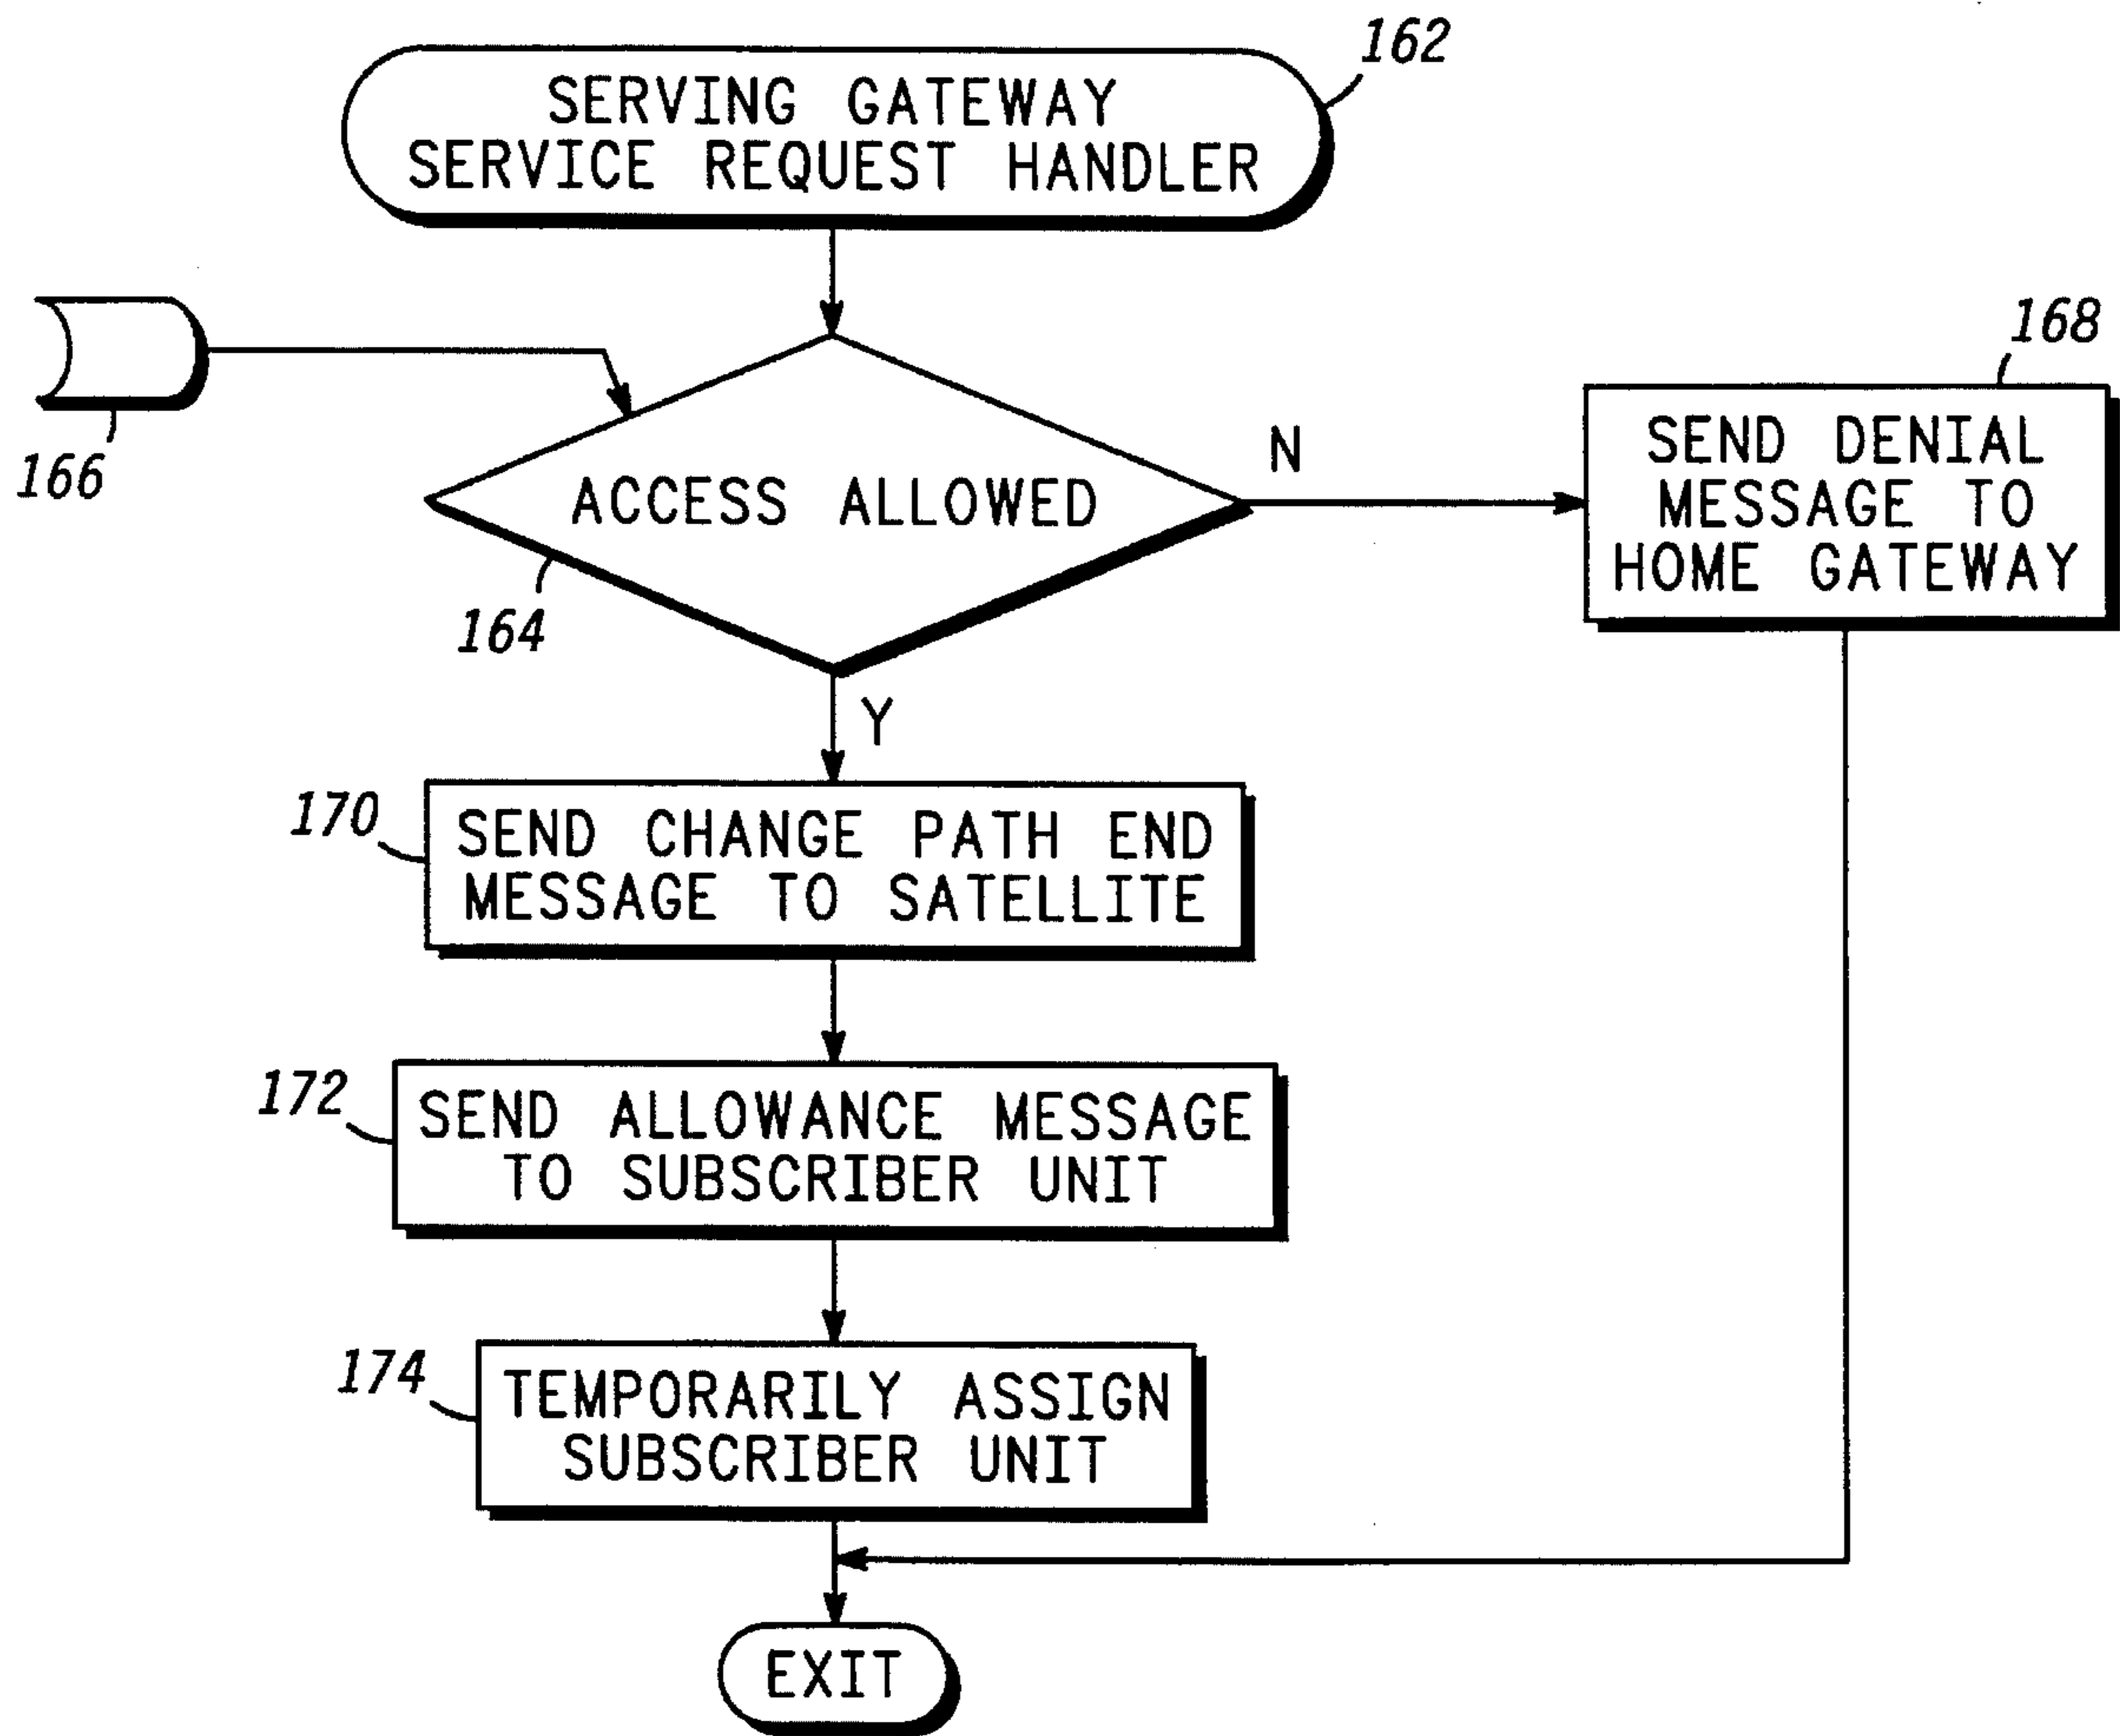 162
SERVING GATEWAY
SERVICE REQUEST HANDLER
166
168
ACCESS ALLOWED
N
SEND DENIAL
MESSAGE TO
HOME GATEWAY
164
Y
170
SEND CHANGE PATH END
MESSAGE TO SATELLITE
172
SEND ALLOWANCE MESSAGE
TO SUBSCRIBER UNIT
174
TEMPORARILY ASSIGN
SUBSCRIBER UNIT
EXIT